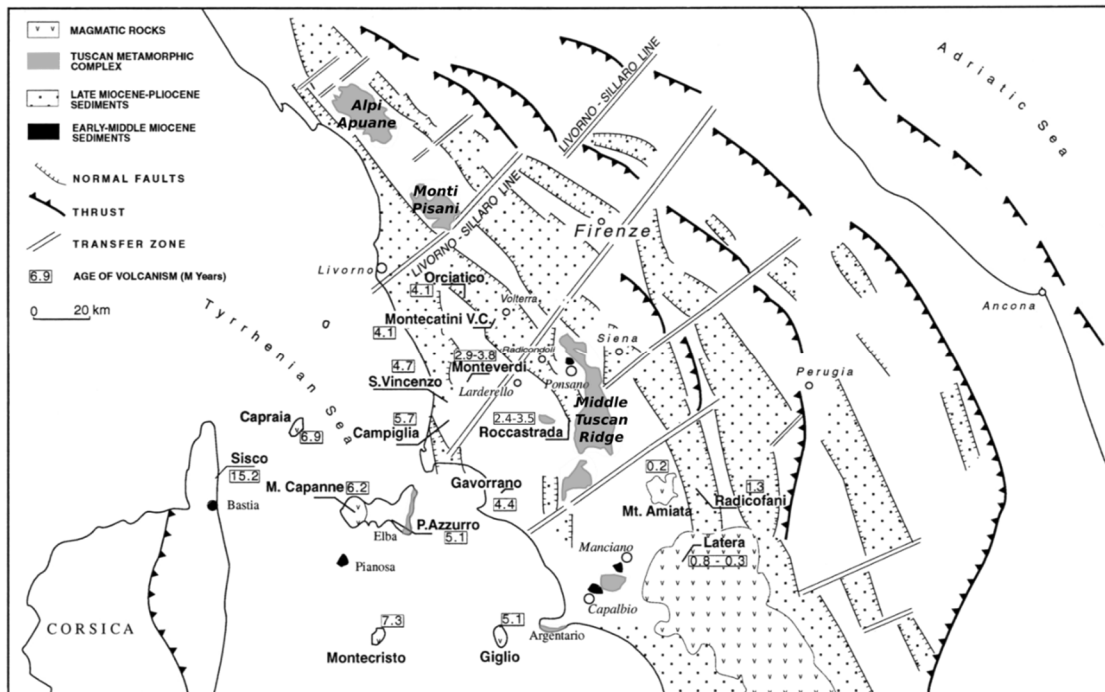 MAGMATIC ROCKS
TUSCAN METAMORPHIC
COMPLEX
LATE MIOCENE-PLIOCENE
SEDIMENTS
EARLY-MIDDLE MIOCENE
SEDIMENTS
NORMAL FAULTS
THRUST
TRANSFER ZONE
6.9 AGE OF VOLCANISM (M Years)
0 20 km
Adriatic Sea
LIVORNO - SILLARO LINE
Alpi
Apuane
Monti
Pisani
LIVORNO - SILLARO LINE
Firenze
Livorno
Orciatico
4.1
Volterra
Ancona
Tyrrhenian Sea
Montecatini V.C.
4.1
Siena
Radicondoli
2.9-3.8
Monteverdi
4.7
S.Vincenzo
Larderello
Ponsano
Perugia
Middle
Tuscan
Ridge
Capraia
6.9
5.7
Campiglia
2.4-3.5
Roccastrada
Sisco
15.2
Bastia
M. Capanne 6.2
Gavorrano
4.4
0.2
Mt. Amiata
1.3
Radicofani
P.Azzurro
5.1
Elba
Latera
0.8 - 0.3
Manciano
Pianosa
Capalbio
CORSICA
7.3
Montecristo
5.1
Giglio
Argentario